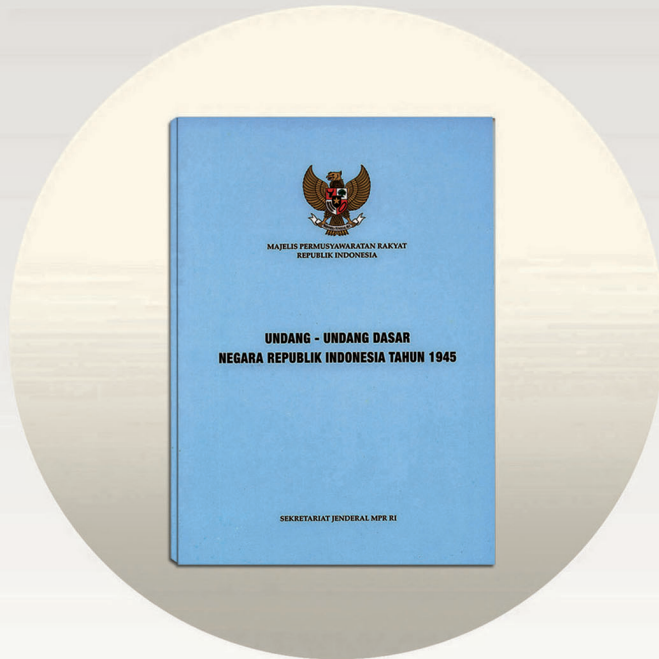 MAJELIS PERMUSYAWARATAN RAKYAT
REPUBLIK INDONESIA
UNDANG - UNDANG DASAR
NEGARA REPUBLIK INDONESIA TAHUN 1945
SEKRETARIAT JENDERAL MPR RI